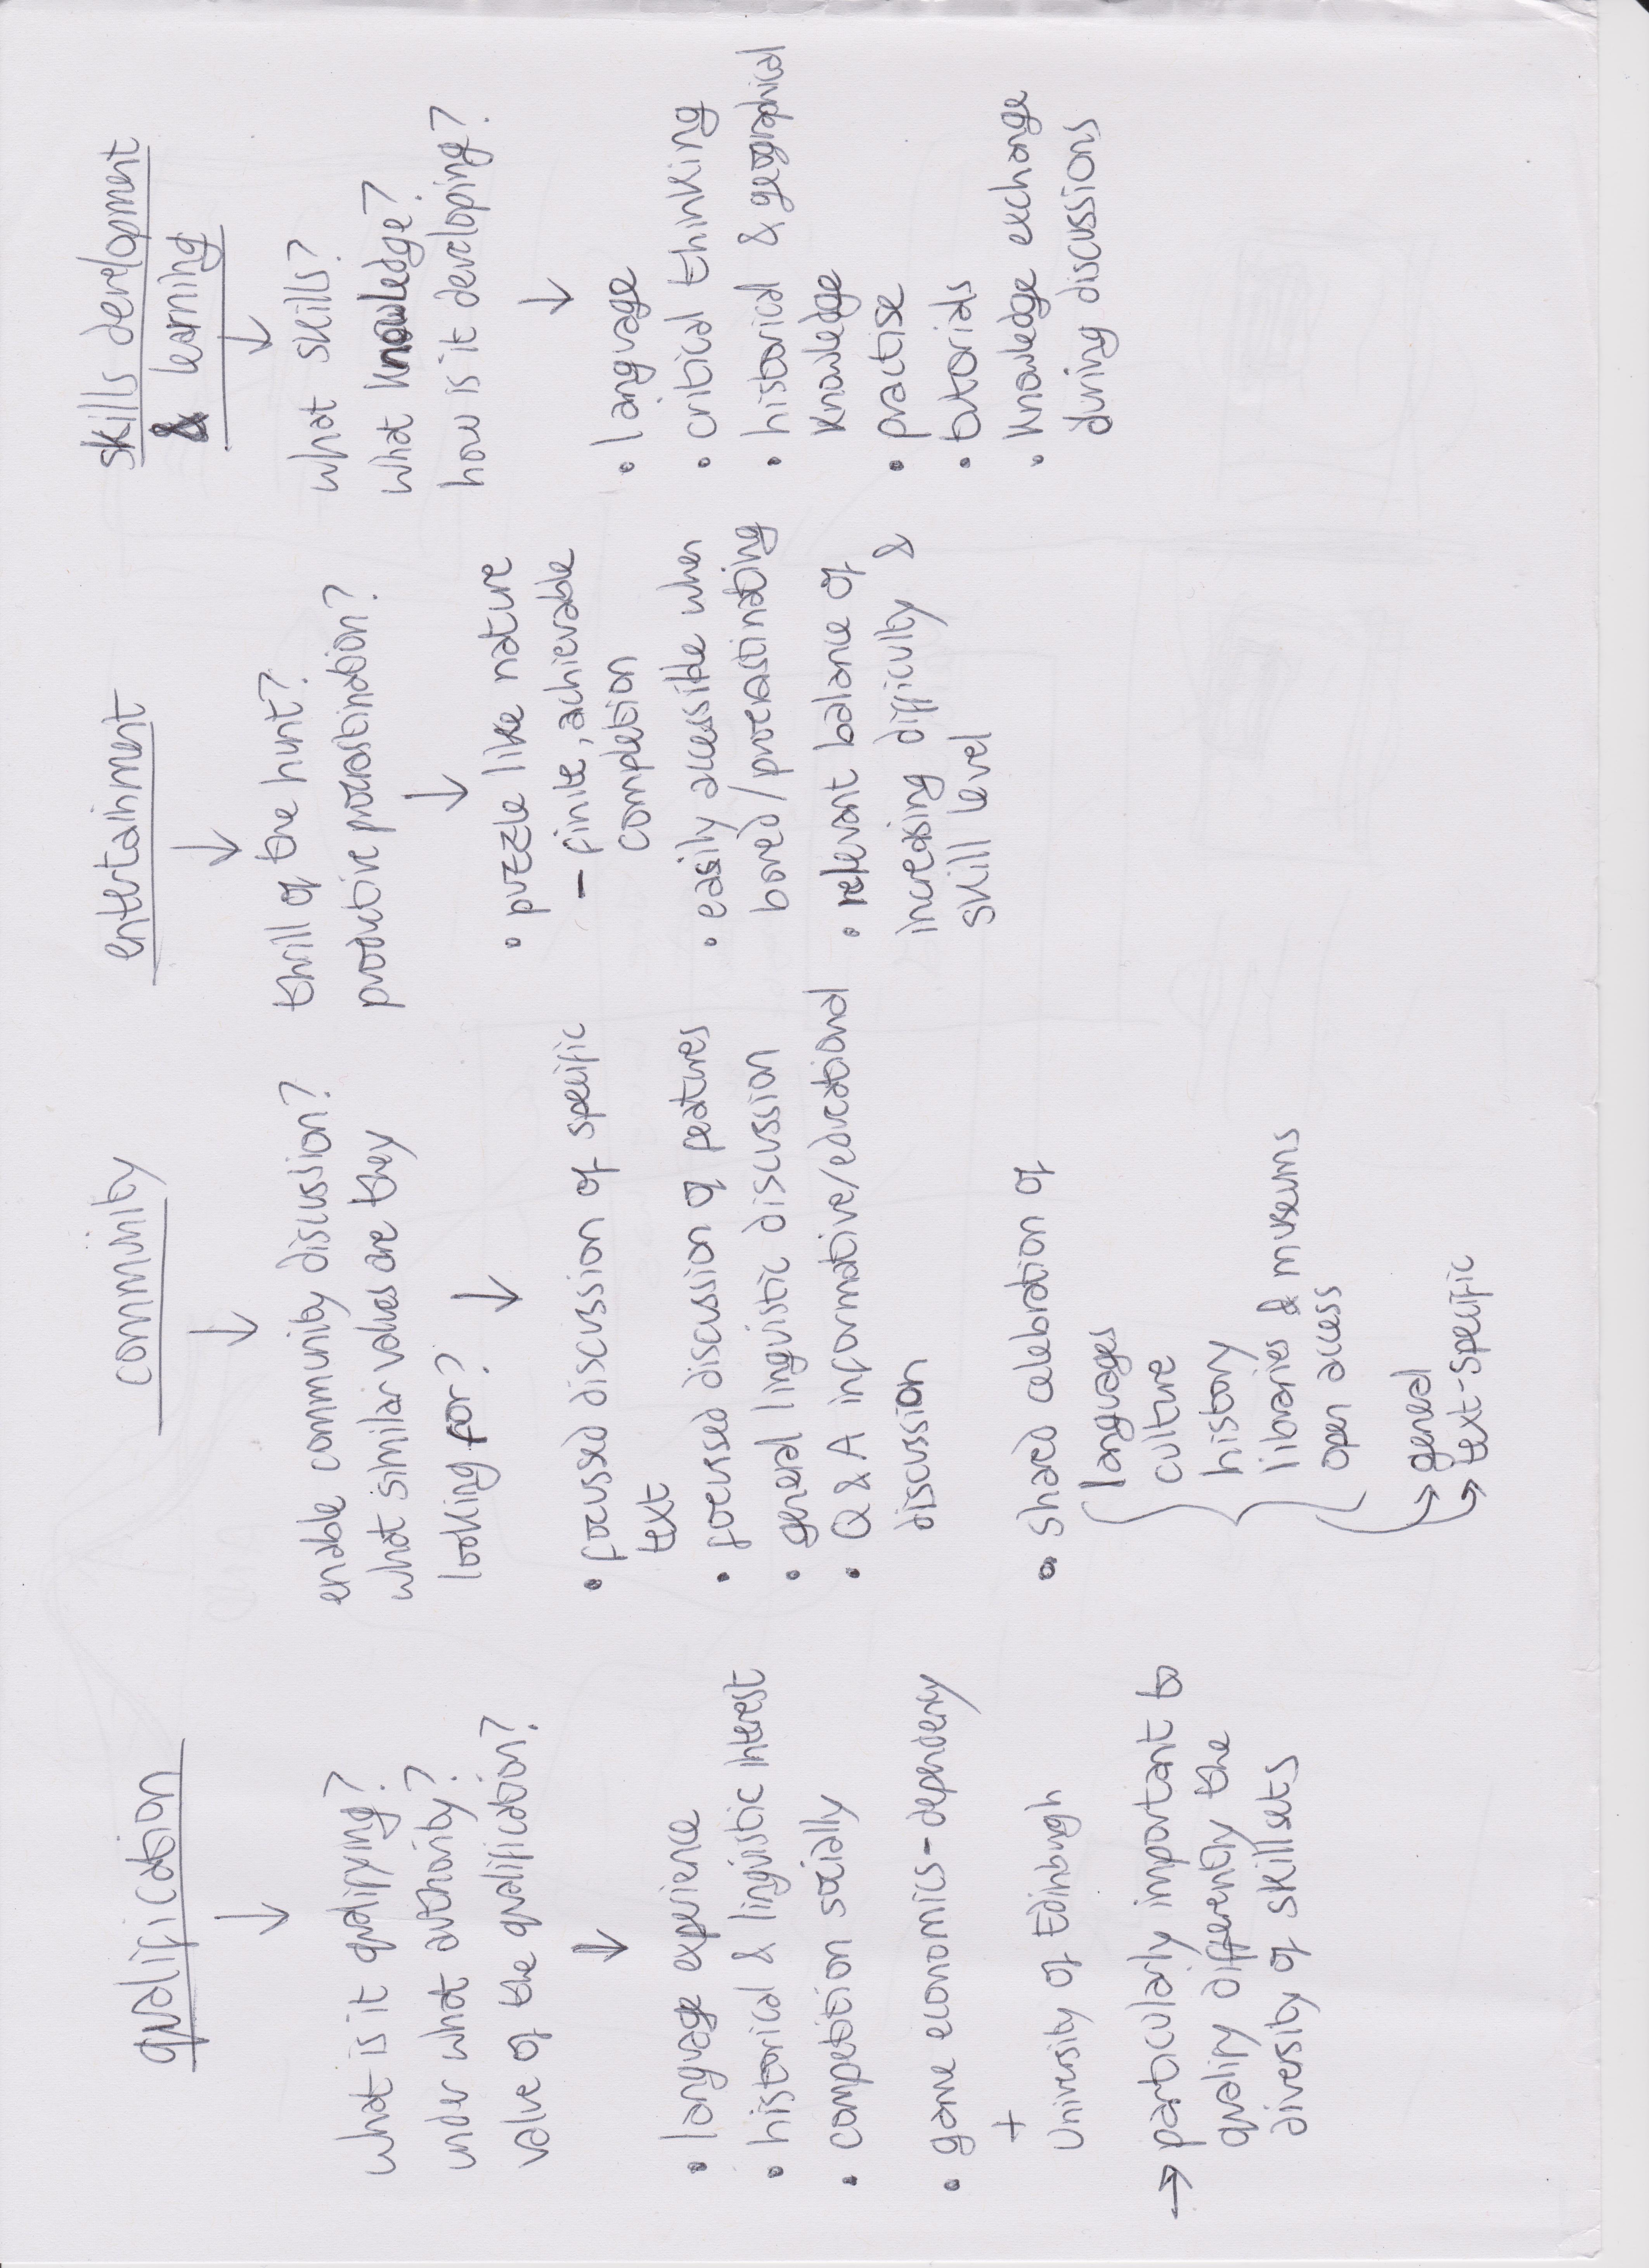 qualification
↓
what is it qualifying?
under what authority?
value of the qualification?
↓
• language experience
• historical & linguistic interest
• competition socially
• game economics - dependency
+
University of Edinburgh
→ particularly important to
qualify differently the
diversity of skillsets
community
↓
enable community discussion?
what similar values are they
looking for?
↓
• focussed discussion of specific
text
• focussed discussion of features
• general linguistic discussion
• Q & A informative/educational
discussion
• shared celebration of
languages
culture
history
libraries & museums
open access
↳ general
↳ text-specific
entertainment
↓
thrill of the hunt?
productive procrastination?
↓
• puzzle like nature
- finite, achievable
completion
• easily accessible when
bored/procrastinating
• relevant balance of
increasing difficulty &
skill level
skills development
& learning
↓
what skills?
what knowledge?
how is it developing?
↓
• language
• critical thinking
• historical & geographical
knowledge
• practise
• tutorials
• knowledge exchange
during discussions